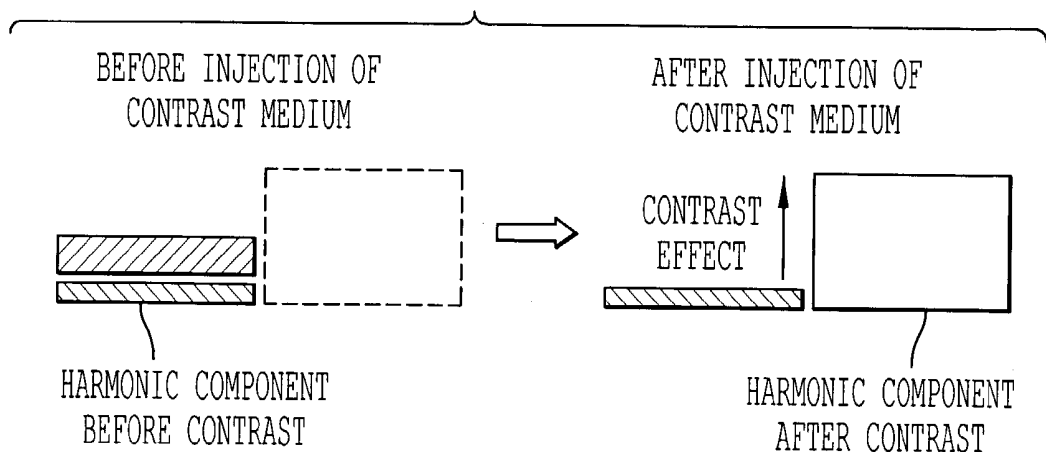 BEFORE INJECTION OF
CONTRAST MEDIUM
AFTER INJECTION OF
CONTRAST MEDIUM
CONTRAST
EFFECT
HARMONIC COMPONENT
BEFORE CONTRAST
HARMONIC COMPONENT
AFTER CONTRAST